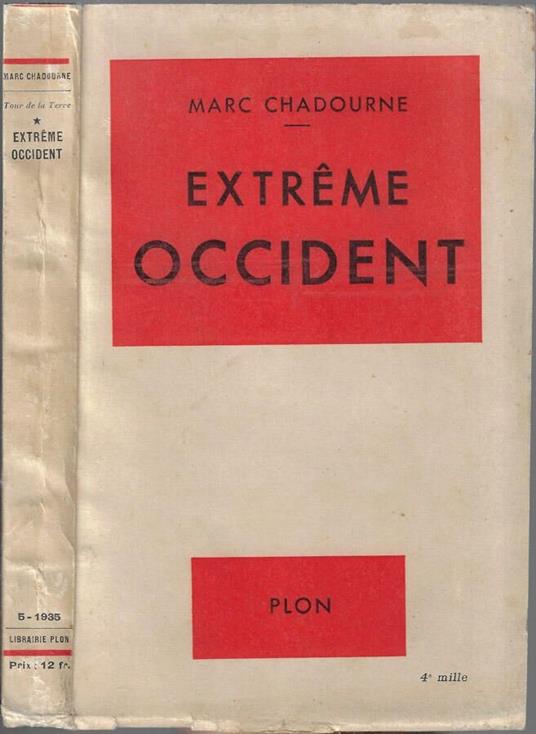 MARC CHADOURNE
Tour de la Terre
★
EXTRÊME
OCCIDENT
5-1935
LIBRAIRIE PLON
Prix : 12 fr.
MARC CHADOURNE
EXTRÊME
OCCIDENT
PLON
4e mille